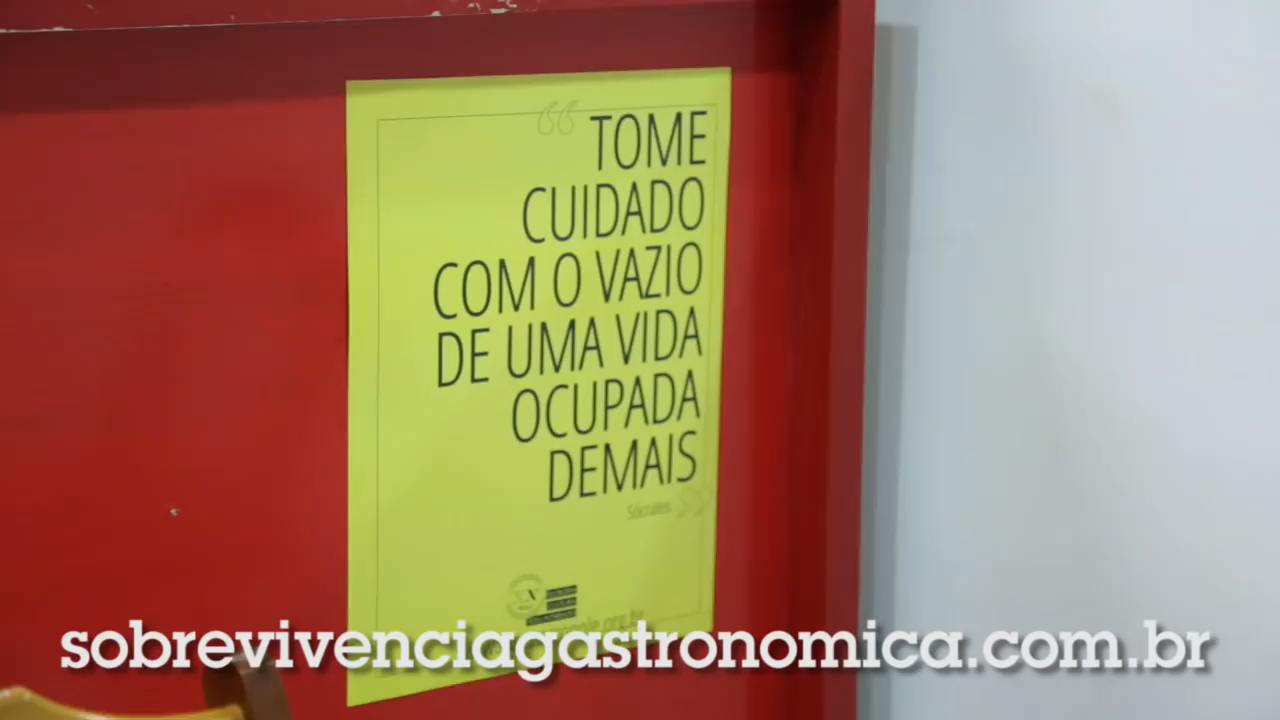 “ TOME
CUIDADO
COM O VAZIO
DE UMA VIDA
OCUPADA
DEMAIS
Sócrates ”
sobrevivenciagastronomica.com.br